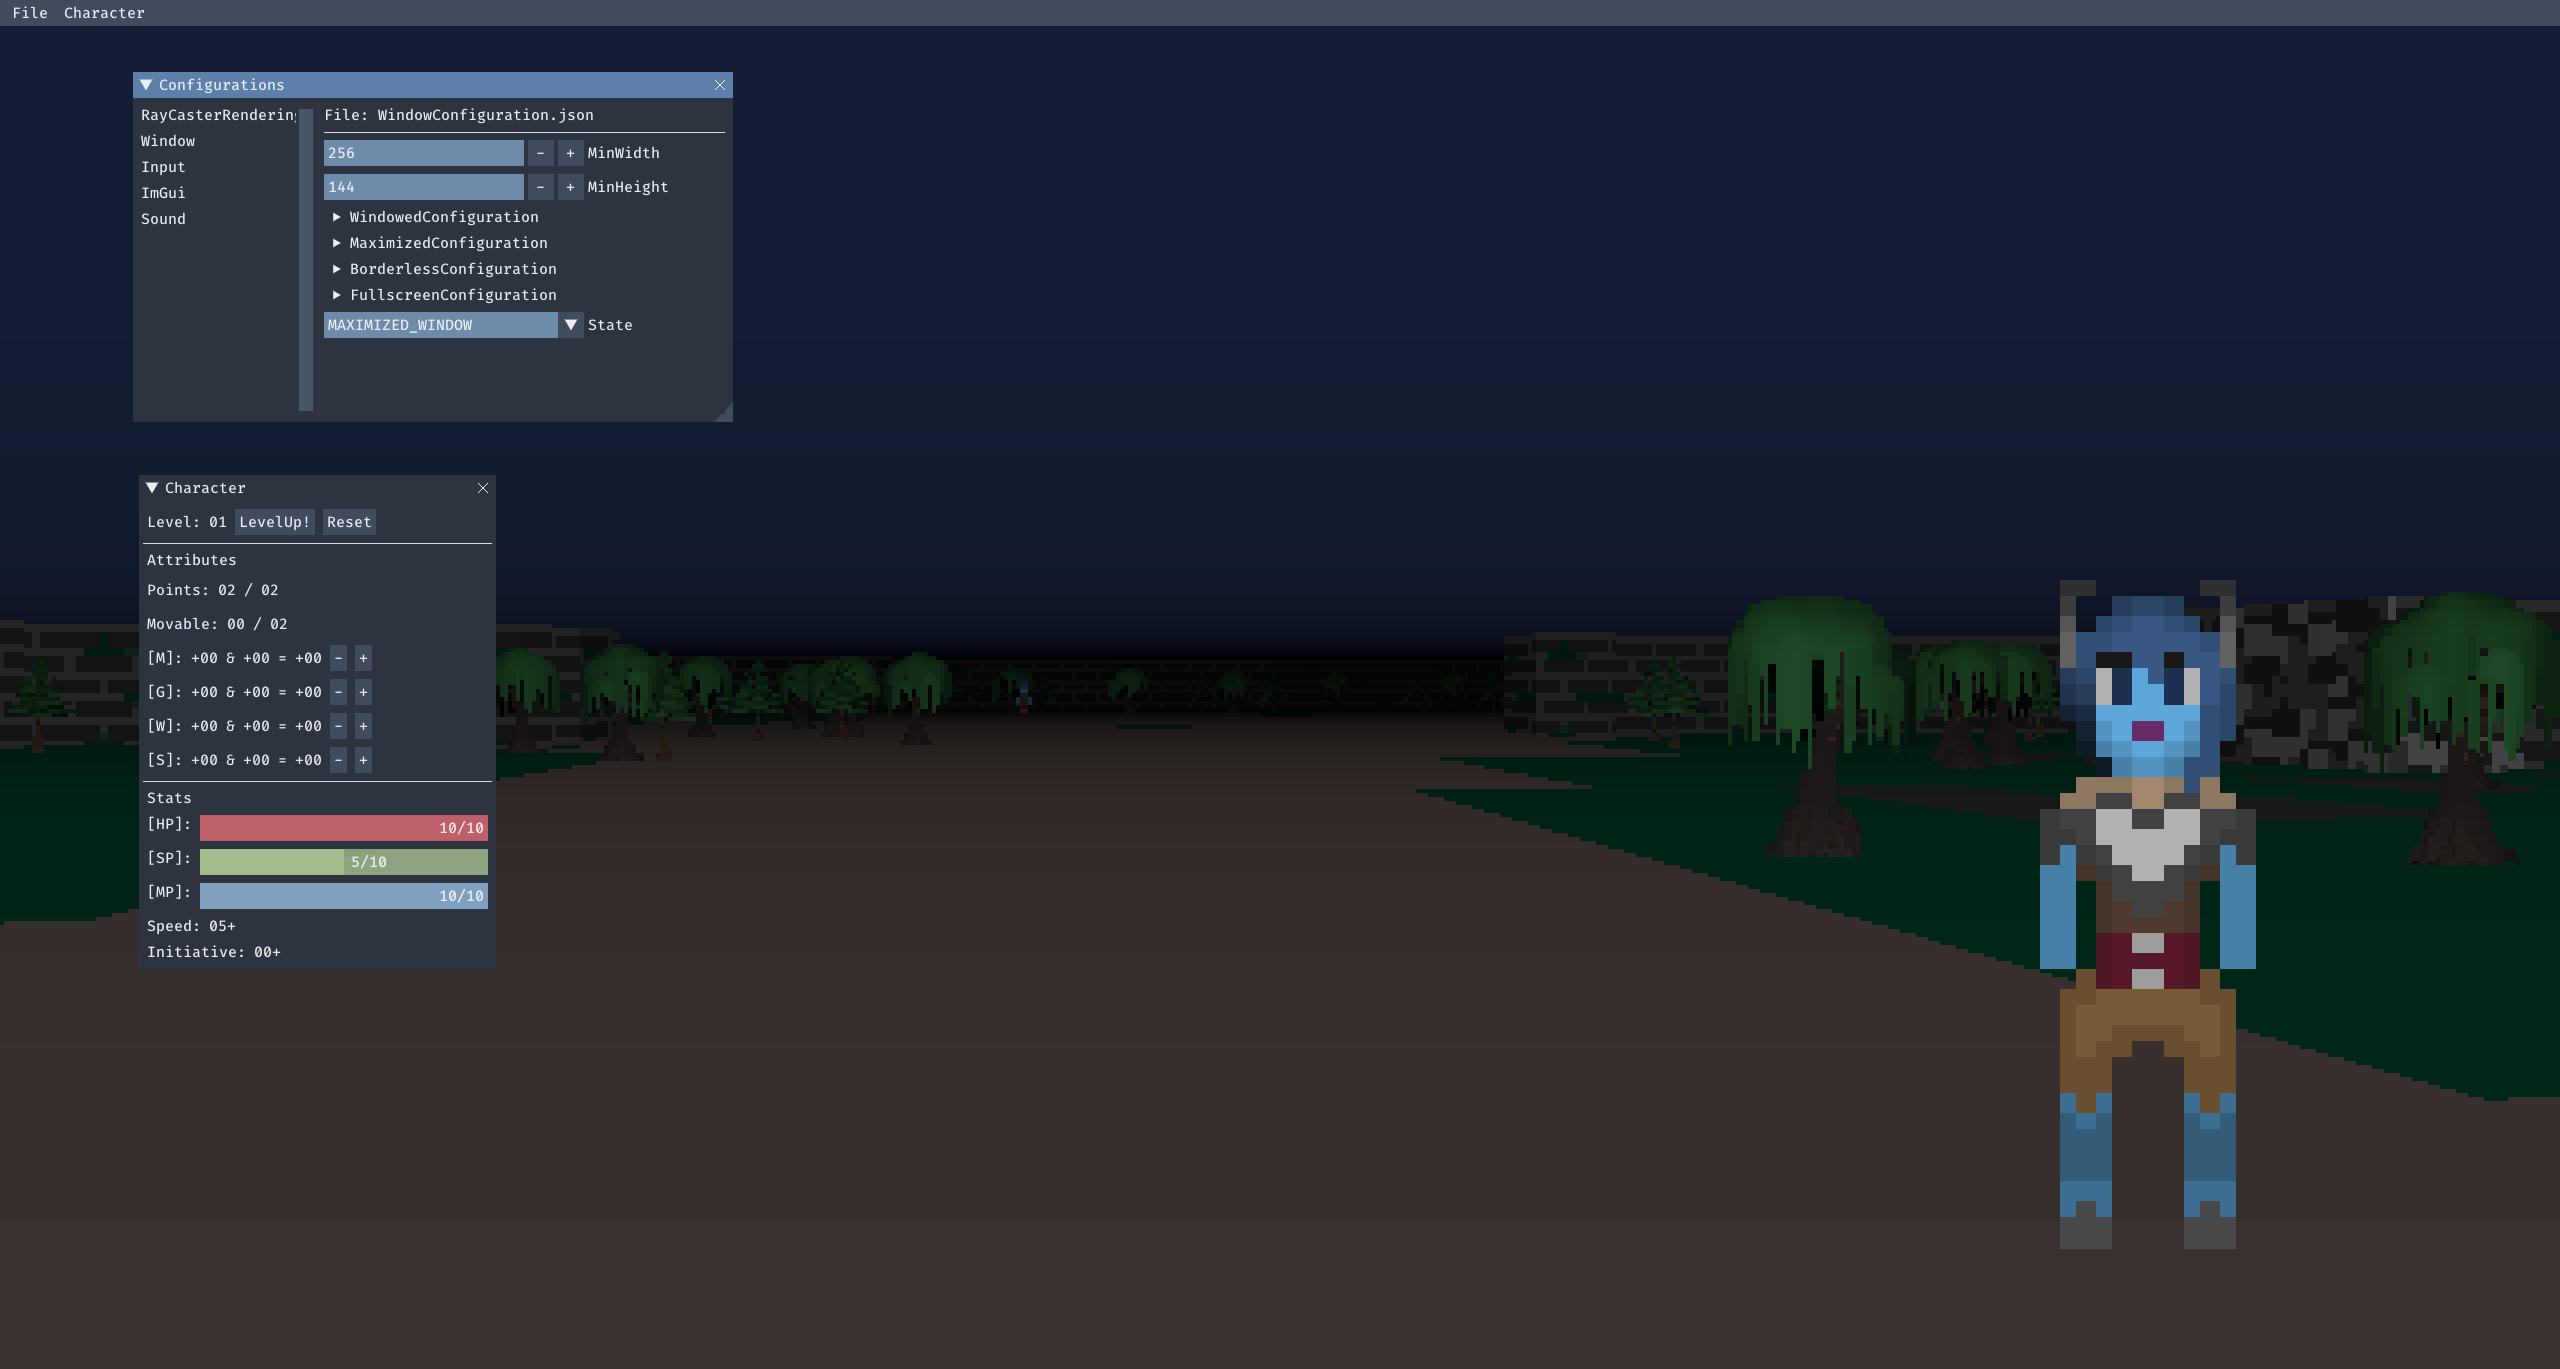 File Character
Configurations
RayCasterRendering
Window
Input
ImGui
Sound
File: WindowConfiguration.json
256 - + MinWidth
144 - + MinHeight
WindowedConfiguration
MaximizedConfiguration
BorderlessConfiguration
FullscreenConfiguration
MAXIMIZED_WINDOW State
Character
Level: 01 LevelUp! Reset
Attributes
Points: 02 / 02
Movable: 00 / 02
[M]: +00 & +00 = +00 - +
[G]: +00 & +00 = +00 - +
[W]: +00 & +00 = +00 - +
[S]: +00 & +00 = +00 - +
Stats
[HP]: 10/10
[SP]: 5/10
[MP]: 10/10
Speed: 05+
Initiative: 00+